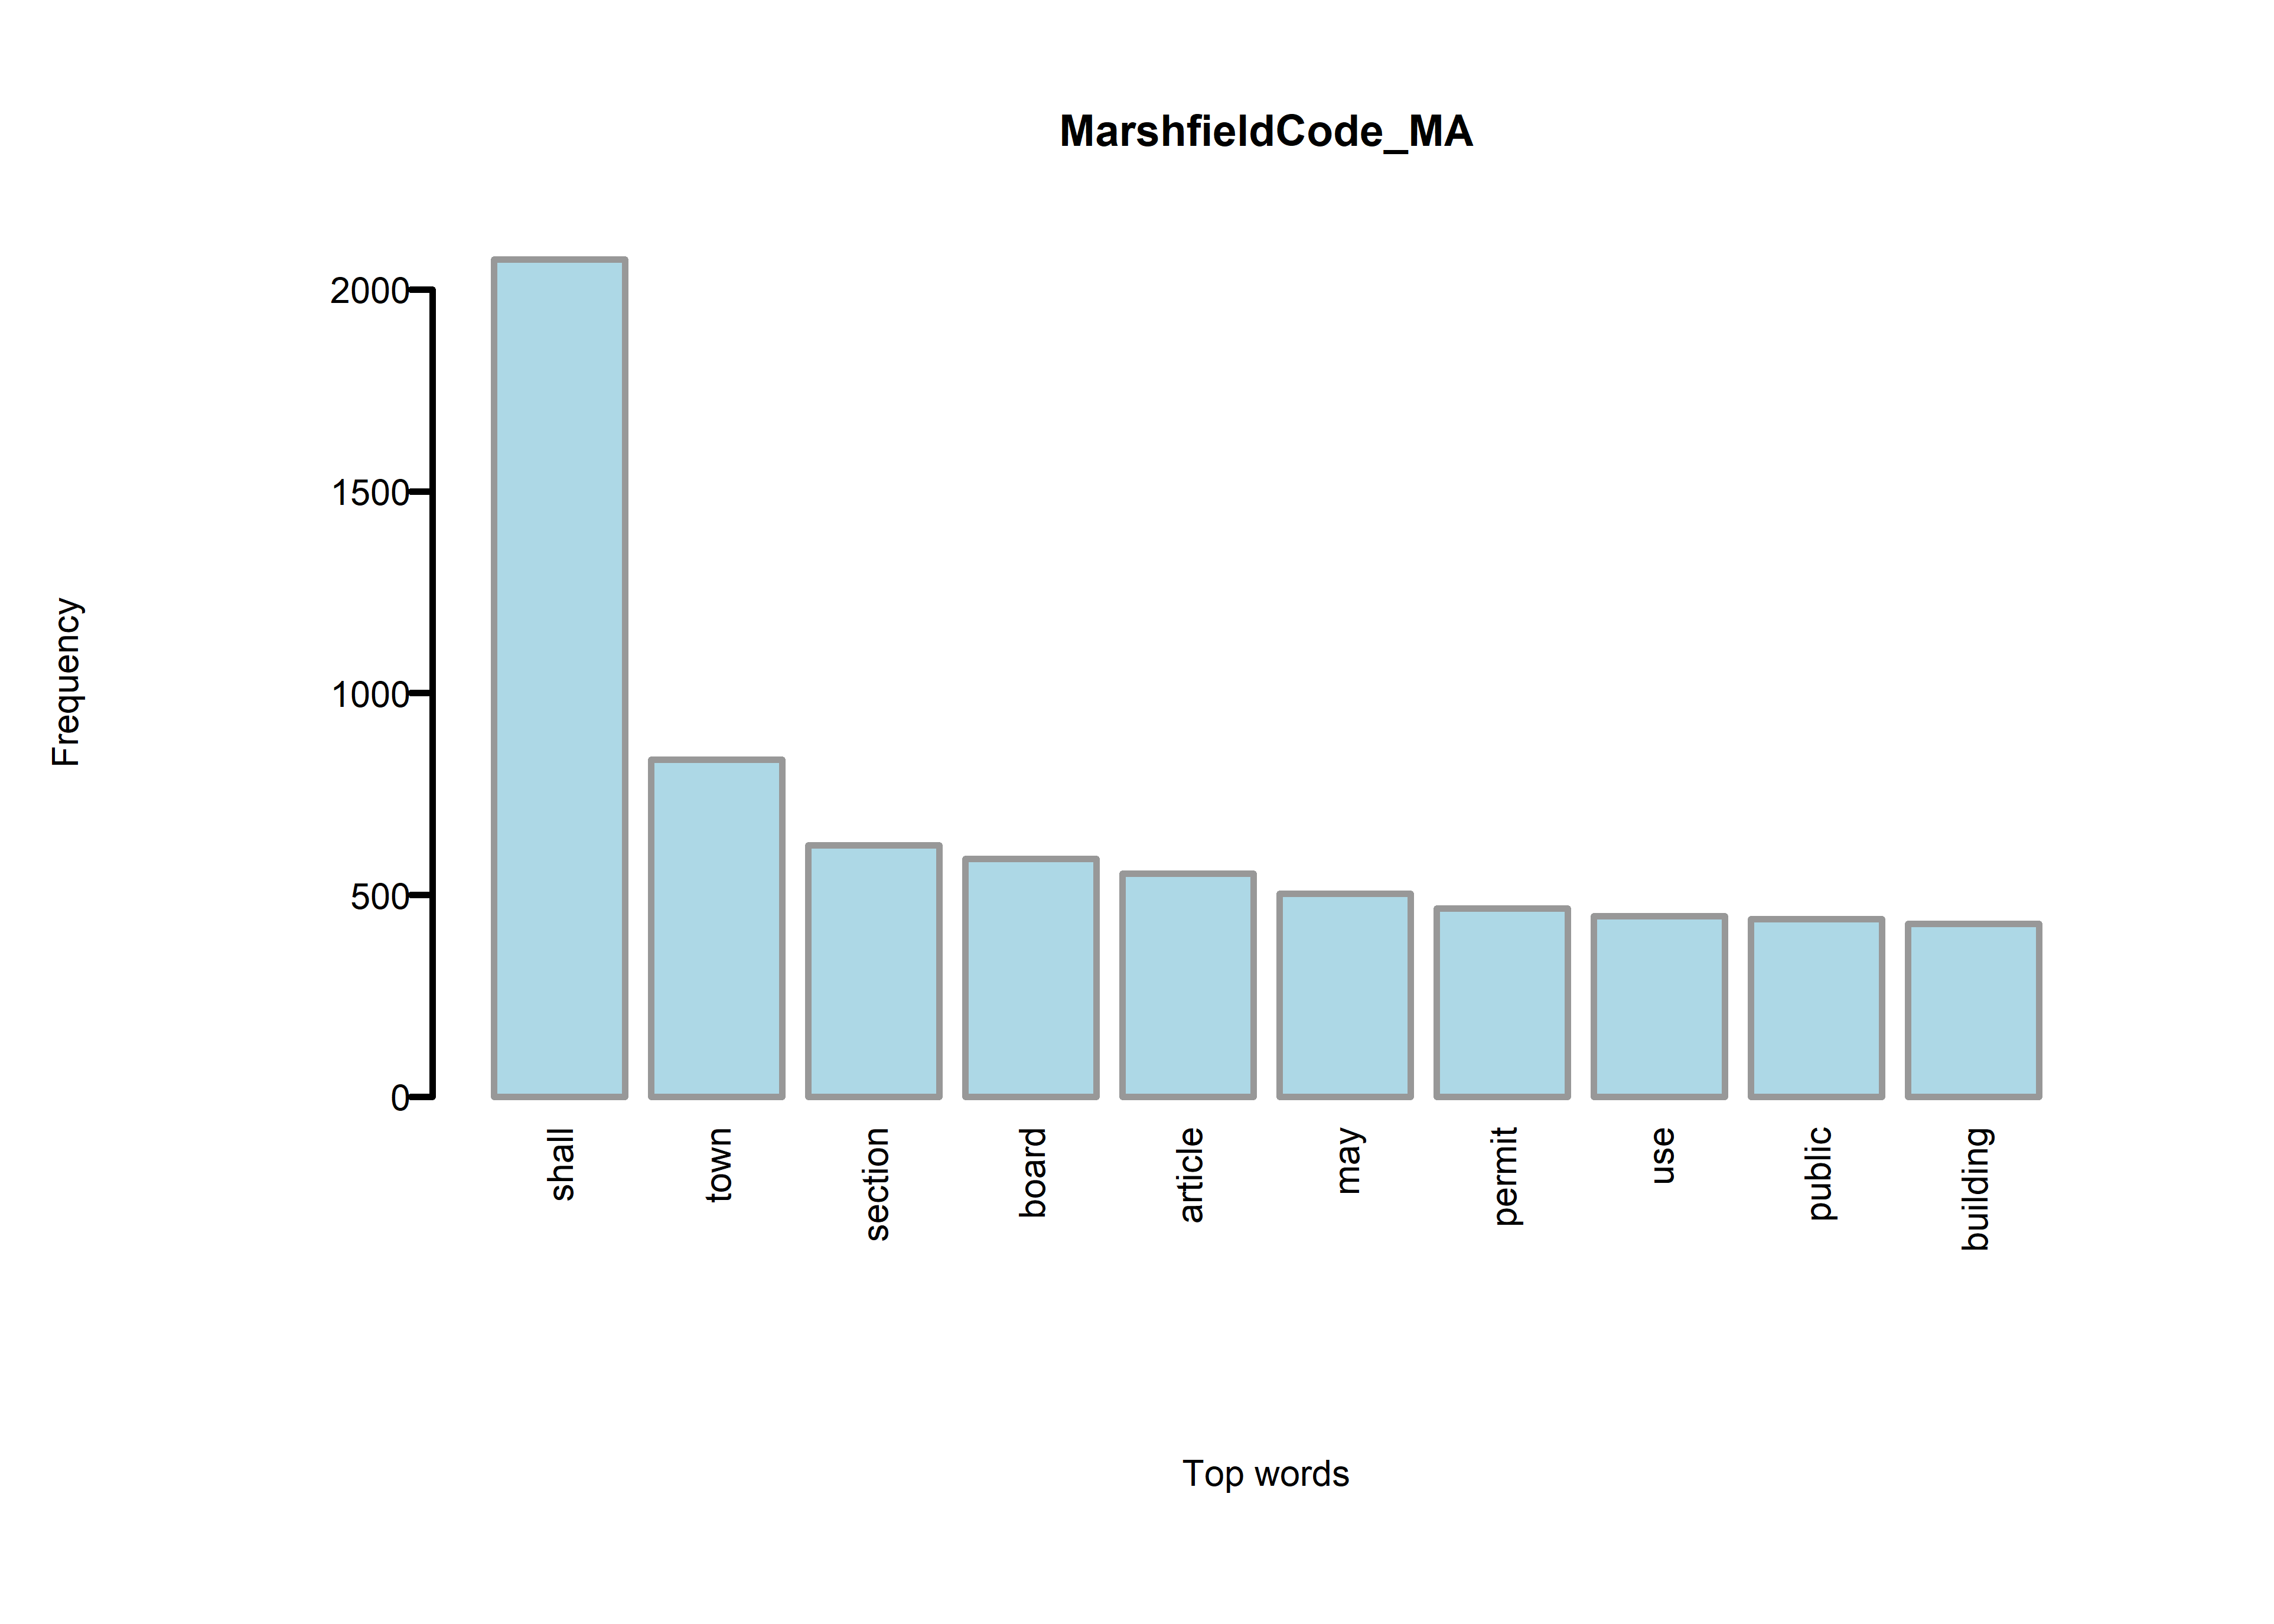 MarshfieldCode_MA
Frequency
2000
1500
1000
500
0
shall
town
section
board
article
may
permit
use
public
building
Top words